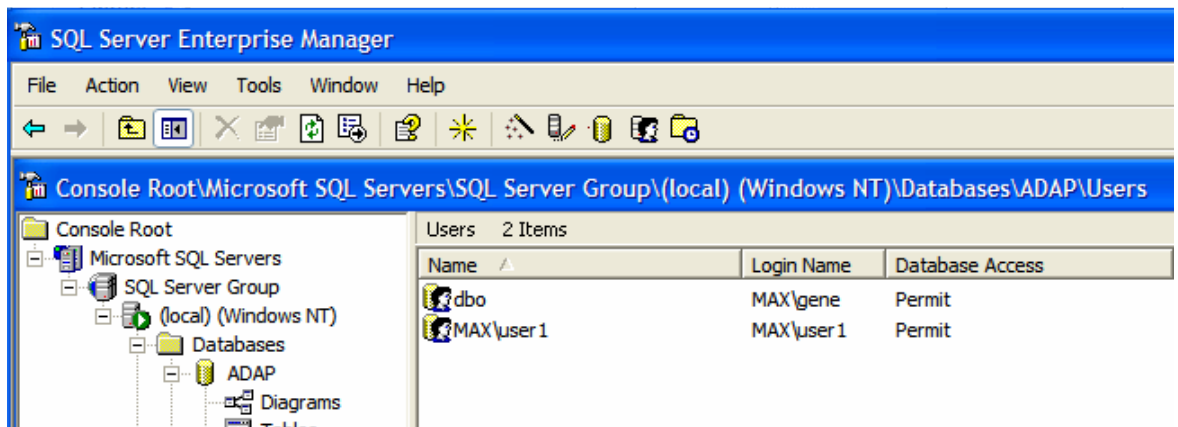 SQL Server Enterprise Manager
File Action View Tools Window Help
Console Root\Microsoft SQL Servers\SQL Server Group\(local) (Windows NT)\Databases\ADAP\Users
Console Root
Microsoft SQL Servers
SQL Server Group
(local) (Windows NT)
Databases
ADAP
Diagrams
Users 2 Items
Name Login Name Database Access
dbo MAX\gene Permit
MAX\user1 MAX\user1 Permit